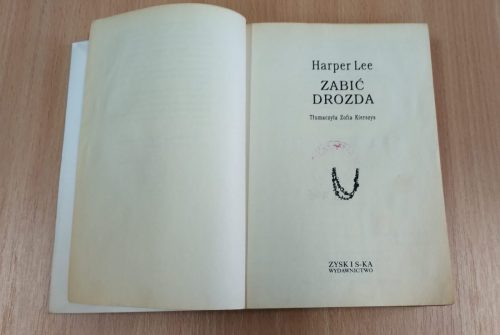 Harper Lee
ZABIĆ
DROZDA
Tłumaczyła Zofia Kierszys
ZYSK I S-KA
WYDAWNICTWO